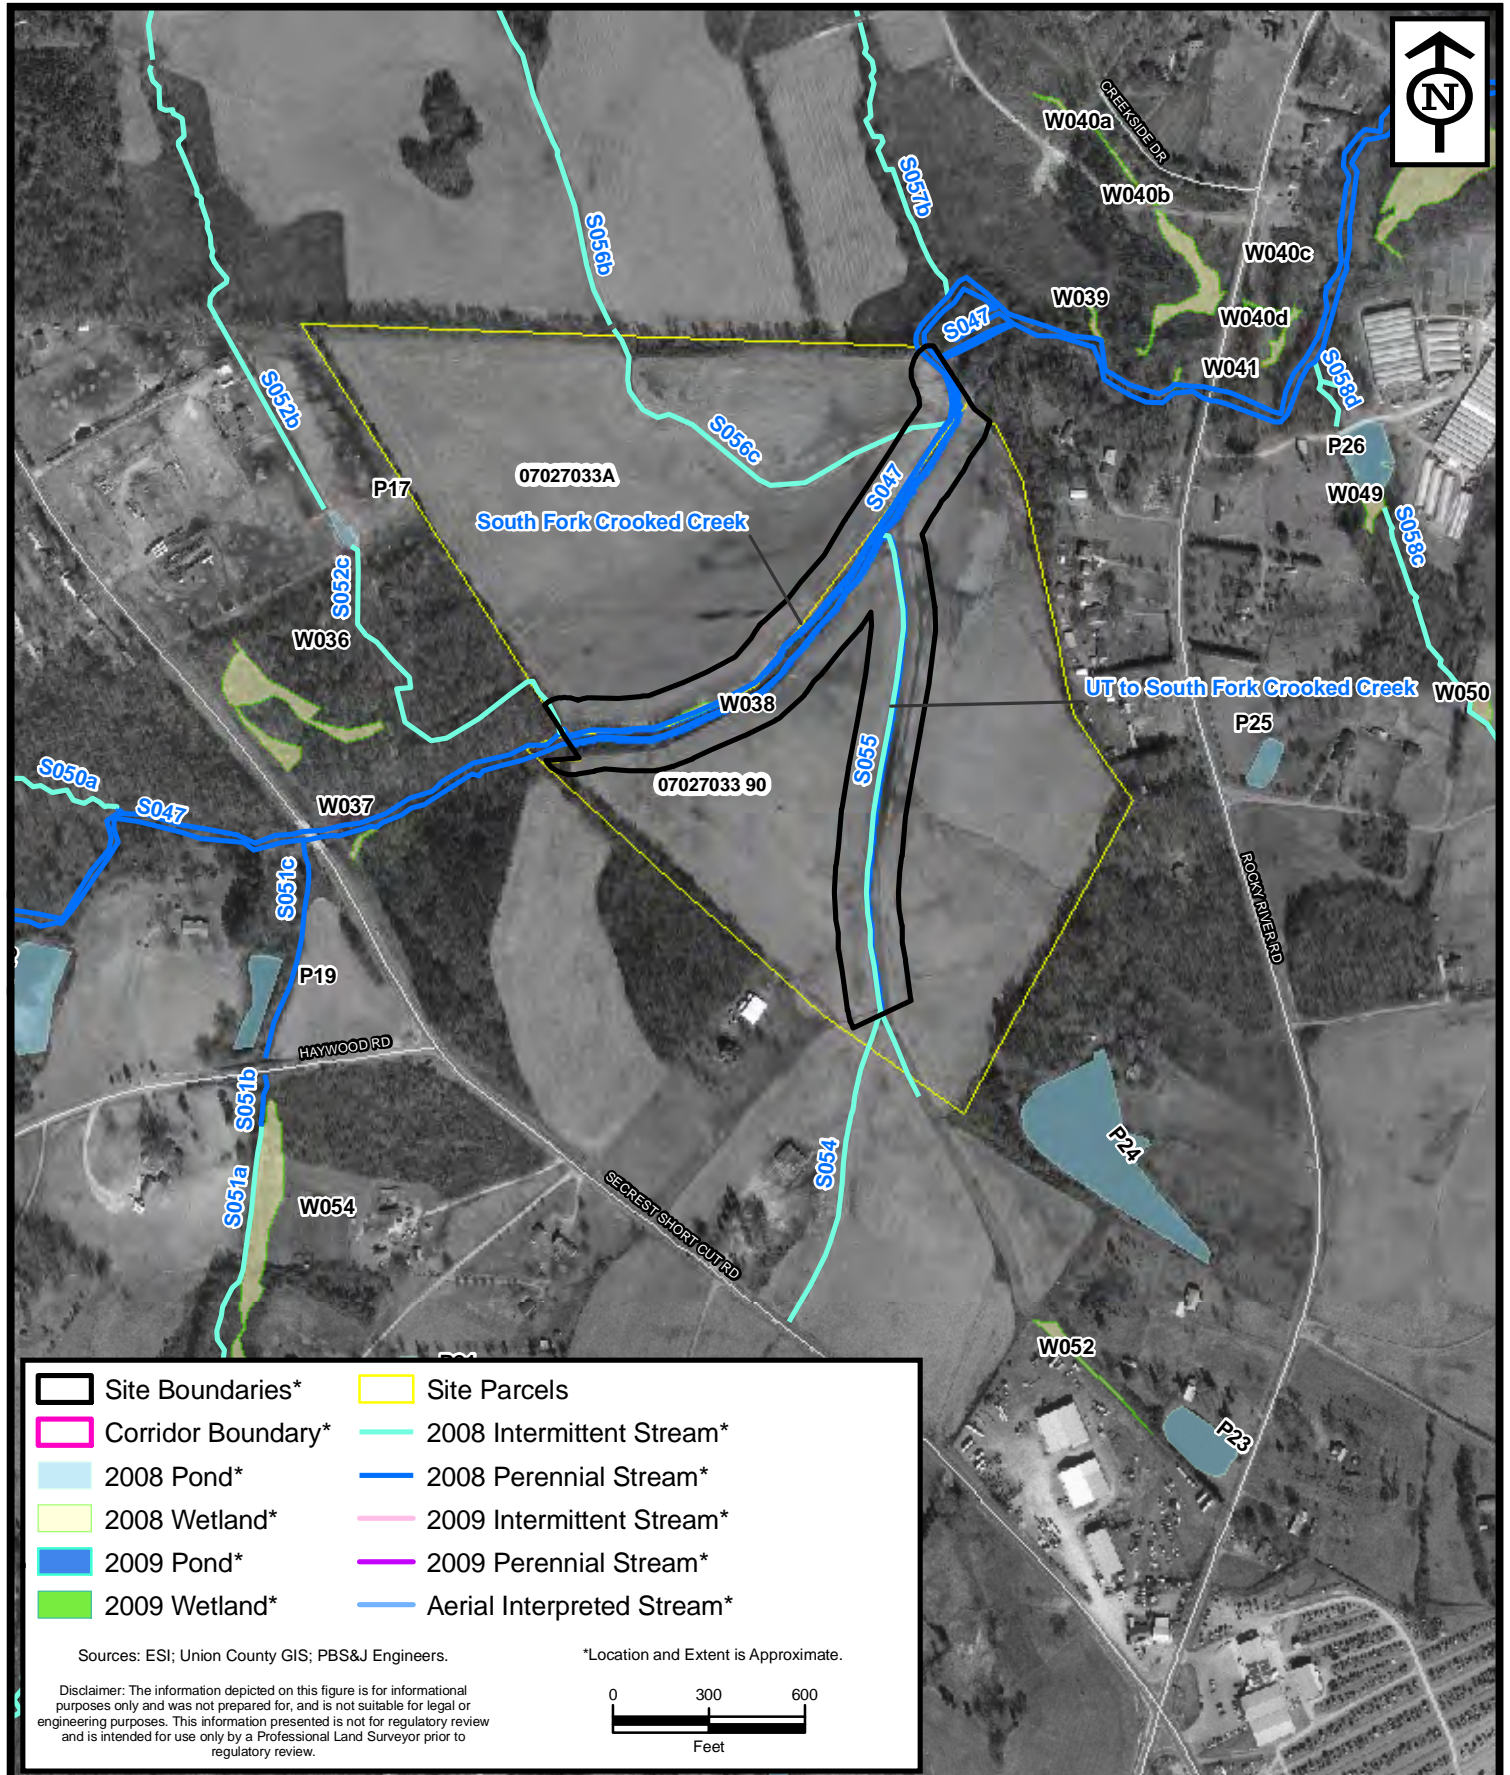 N
CREEKSIDE DR
W040a
S057b
W040b
S056b
W040c
W039
S047
W040d
W041
S058d
S052b
S056c
P26
07027033A
P17
S047
W049
South Fork Crooked Creek
S058c
S052c
W036
UT to South Fork Crooked Creek
W050
W038
P25
S055
S050a
07027033 90
S047
W037
S051c
ROCKY RIVER RD
P19
HAYWOOD RD
S051b
P24
S054
S051a
W054
SECREST SHORT CUT RD
W052
P23
Site Boundaries*
Corridor Boundary*
2008 Pond*
2008 Wetland*
2009 Pond*
2009 Wetland*
Site Parcels
2008 Intermittent Stream*
2008 Perennial Stream*
2009 Intermittent Stream*
2009 Perennial Stream*
Aerial Interpreted Stream*
Sources: ESI; Union County GIS; PBS&J Engineers.
*Location and Extent is Approximate.
Disclaimer: The information depicted on this figure is for informational
purposes only and was not prepared for, and is not suitable for legal or
engineering purposes. This information presented is not for regulatory review
and is intended for use only by a Professional Land Surveyor prior to
regulatory review.
0 300 600
Feet